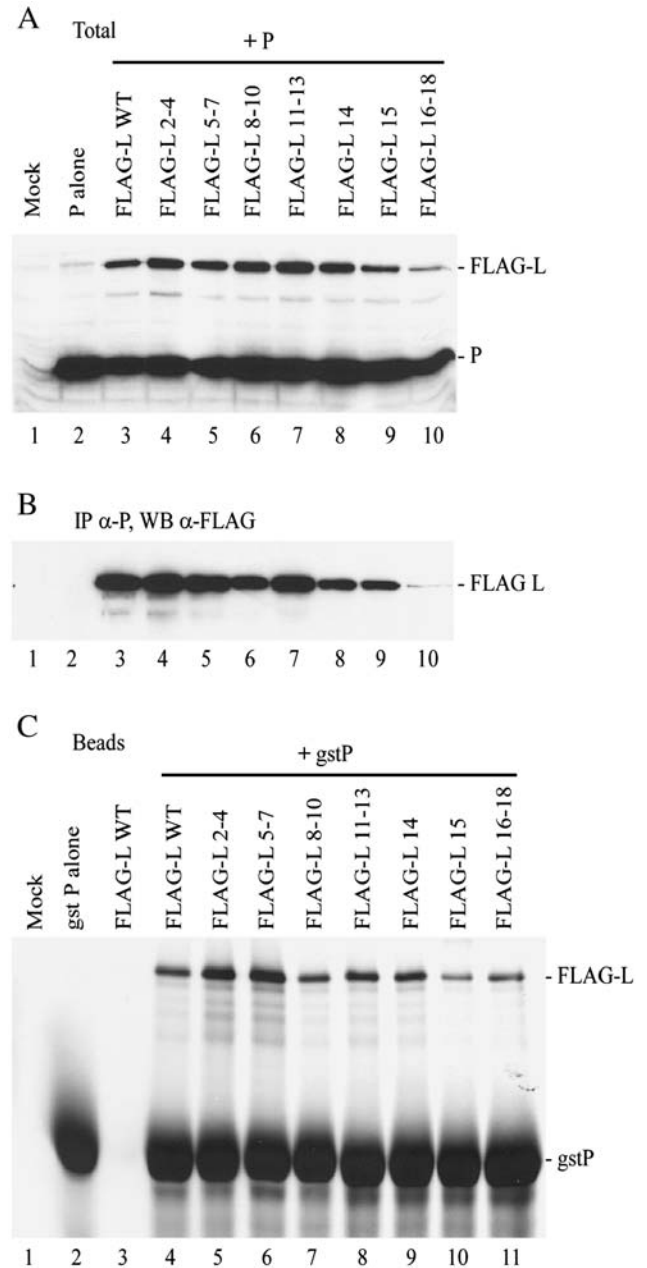 A
Total
+ P
Mock
P alone
FLAG-L WT
FLAG-L 2-4
FLAG-L 5-7
FLAG-L 8-10
FLAG-L 11-13
FLAG-L 14
FLAG-L 15
FLAG-L 16-18
- FLAG-L
- P
1 2 3 4 5 6 7 8 9 10
B
IP α-P, WB α-FLAG
- FLAG L
1 2 3 4 5 6 7 8 9 10
C
Beads
+ gstP
Mock
gst P alone
FLAG-L WT
FLAG-L WT
FLAG-L 2-4
FLAG-L 5-7
FLAG-L 8-10
FLAG-L 11-13
FLAG-L 14
FLAG-L 15
FLAG-L 16-18
- FLAG-L
- gstP
1 2 3 4 5 6 7 8 9 10 11